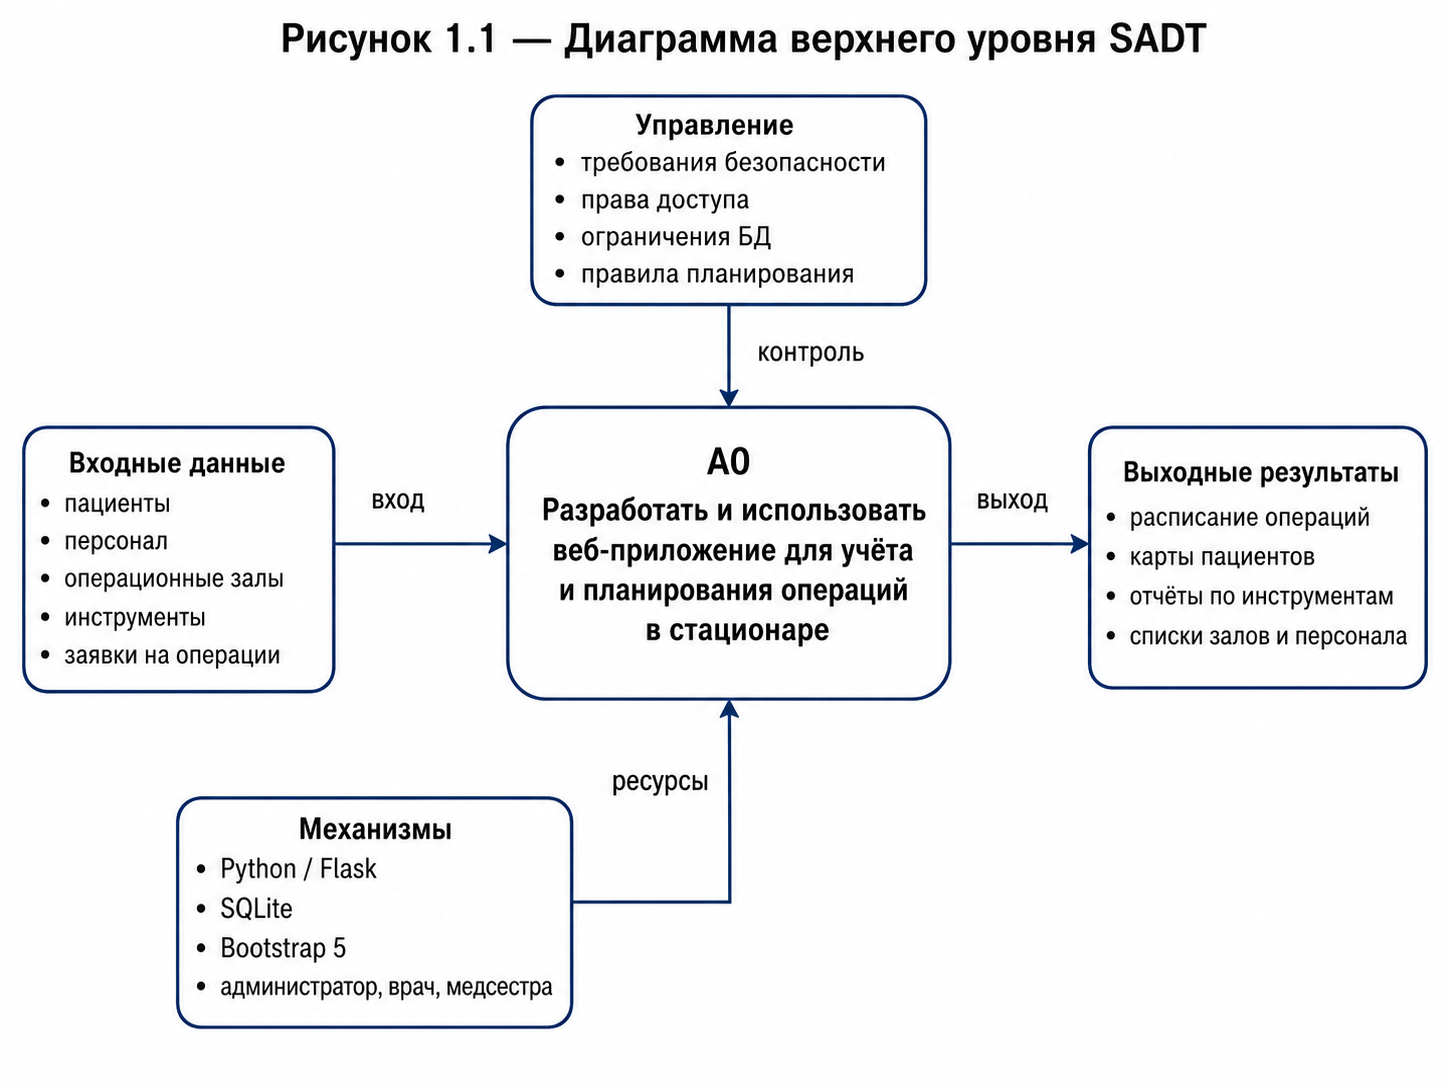 Рисунок 1.1 — Диаграмма верхнего уровня SADT
Управление
• требования безопасности
• права доступа
• ограничения БД
• правила планирования
контроль
Входные данные
• пациенты
• персонал
• операционные залы
• инструменты
• заявки на операции
вход
А0
Разработать и использовать
веб-приложение для учёта
и планирования операций
в стационаре
выход
Выходные результаты
• расписание операций
• карты пациентов
• отчёты по инструментам
• списки залов и персонала
ресурсы
Механизмы
• Python / Flask
• SQLite
• Bootstrap 5
• администратор, врач, медсестра